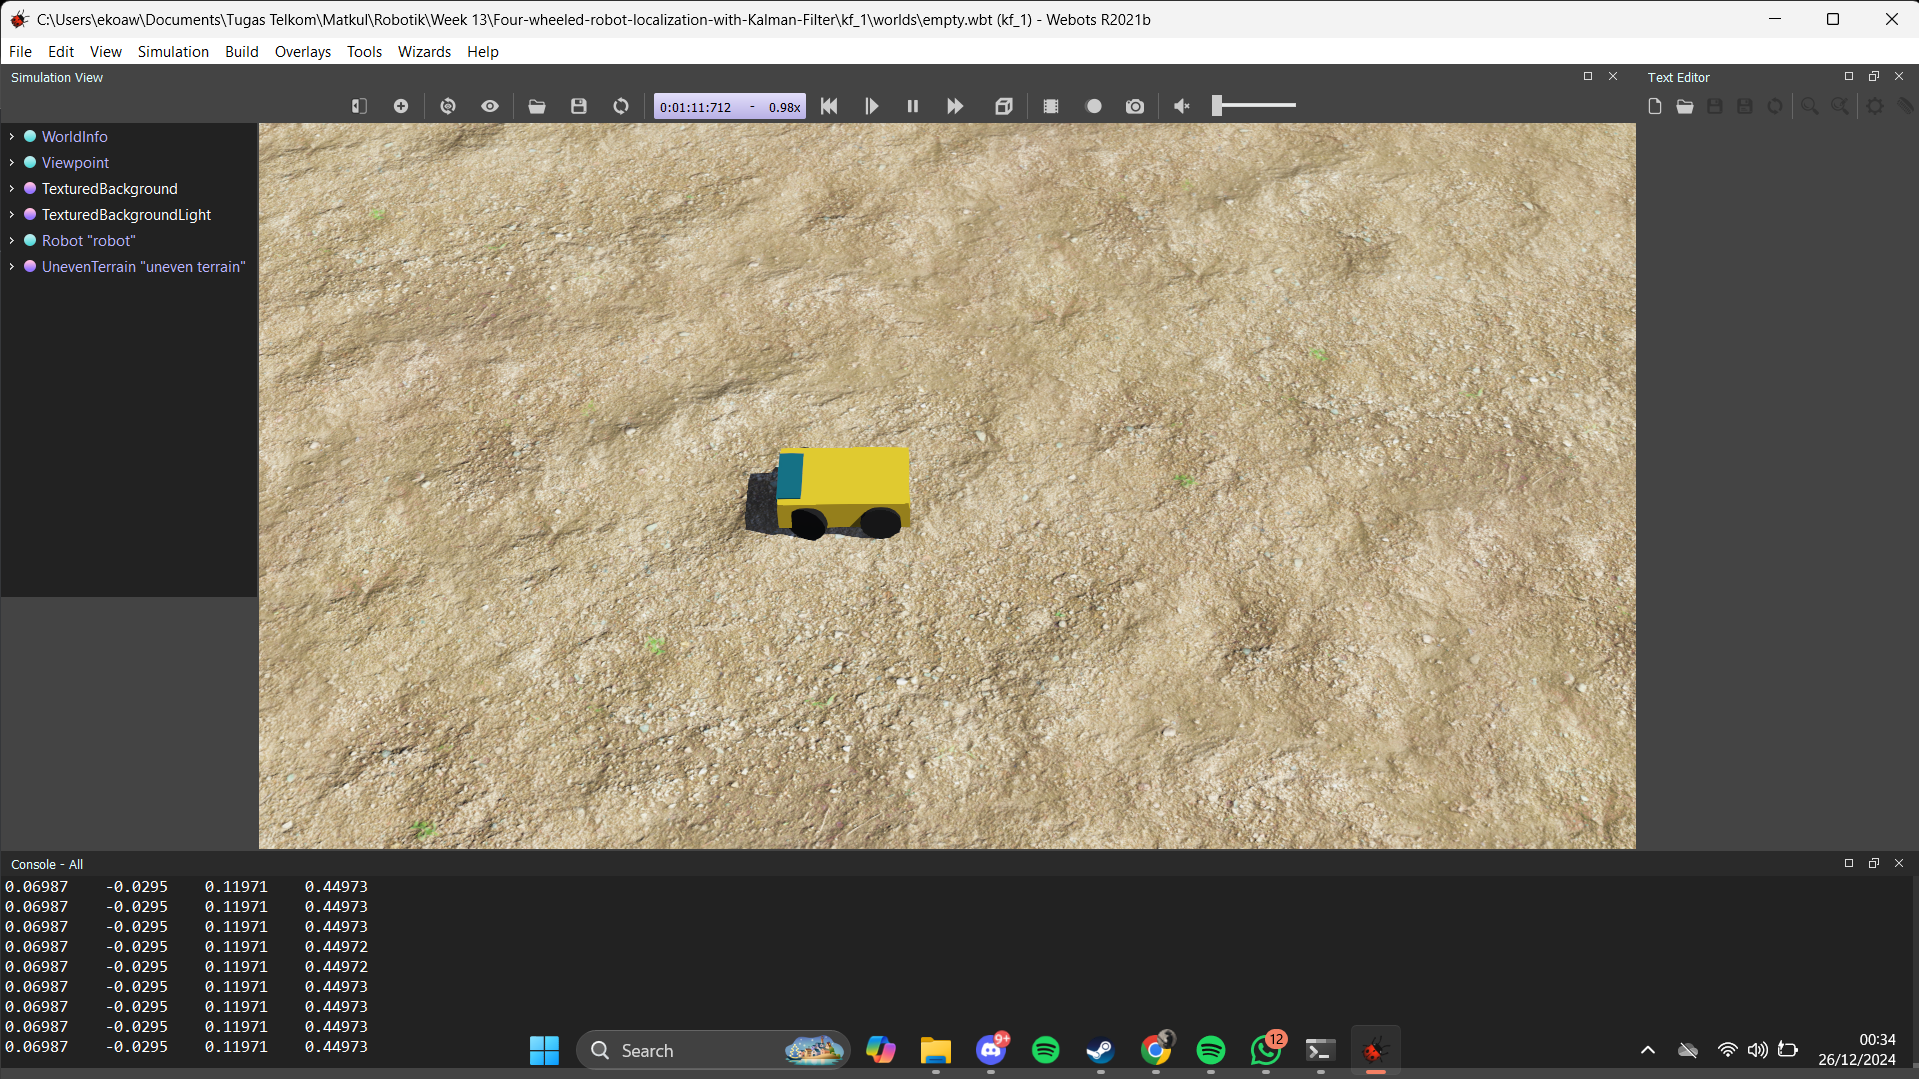 C:\Users\ekoaw\Documents\Tugas Telkom\Matkul\Robotik\Week 13\Four-wheeled-robot-localization-with-Kalman-Filter\kf_1\worlds\empty.wbt (kf_1) - Webots R2021b
File Edit View Simulation Build Overlays Tools Wizards Help
Simulation View
Text Editor
0:01:11:712 - 0.98x
WorldInfo
Viewpoint
TexturedBackground
TexturedBackgroundLight
Robot "robot"
UnevenTerrain "uneven terrain"
Console - All
0.06987 -0.0295 0.11971 0.44973
0.06987 -0.0295 0.11971 0.44973
0.06987 -0.0295 0.11971 0.44973
0.06987 -0.0295 0.11971 0.44972
0.06987 -0.0295 0.11971 0.44972
0.06987 -0.0295 0.11971 0.44973
0.06987 -0.0295 0.11971 0.44973
0.06987 -0.0295 0.11971 0.44973
0.06987 -0.0295 0.11971 0.44973
Search
9+
12
00:34
26/12/2024